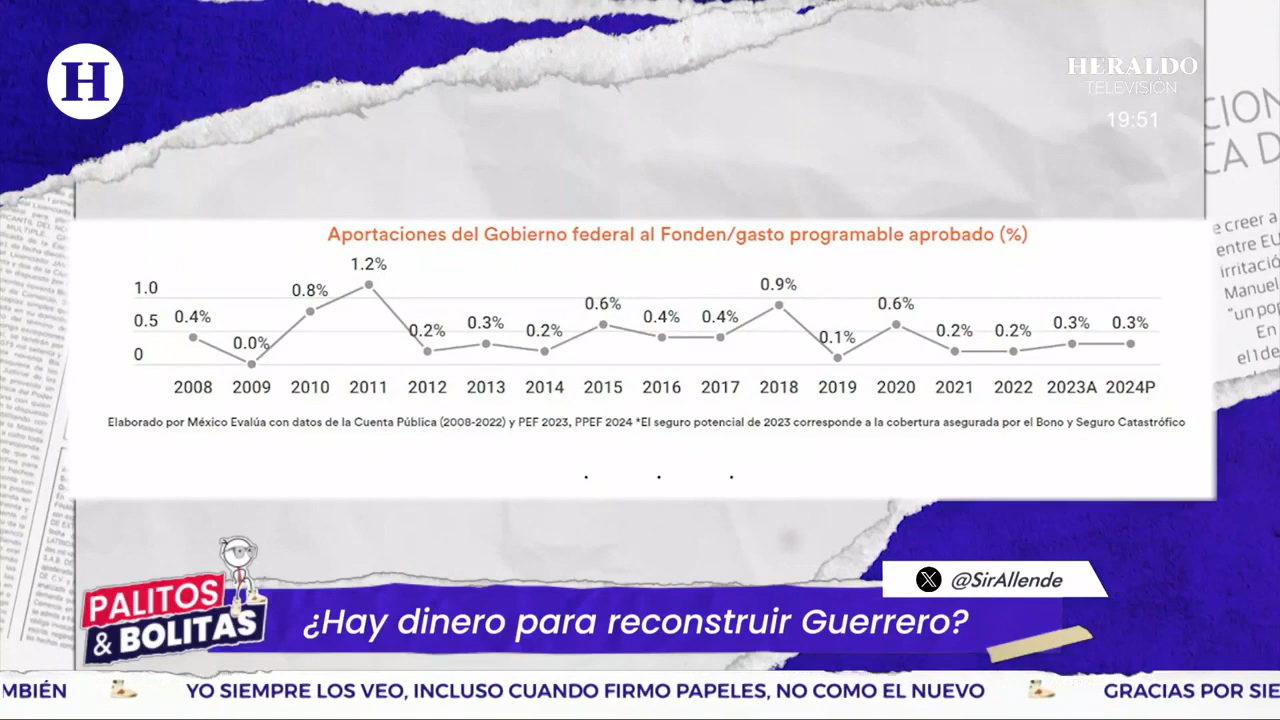 H
HERALDO
TELEVISIÓN
19:51
CION
CA D
e creer a
entre EU
irritació
Manuel
"un po
En
el1de
Aportaciones del Gobierno federal al Fonden/gasto programable aprobado (%)
1.0
0.5
0
0.4%
0.0%
0.8%
1.2%
0.2%
0.3%
0.2%
0.6%
0.4%
0.4%
0.9%
0.1%
0.6%
0.2%
0.2%
0.3%
0.3%
2008 2009 2010 2011 2012 2013 2014 2015 2016 2017 2018 2019 2020 2021 2022 2023A 2024P
Elaborado por México Evalúa con datos de la Cuenta Pública (2008-2022) y PEF 2023, PPEF 2024 *El seguro potencial de 2023 corresponde a la cobertura asegurada por el Bono y Seguro Catastrófico
@SirAllende
PALITOS
& BOLITAS
¿Hay dinero para reconstruir Guerrero?
MBIÉN YO SIEMPRE LOS VEO, INCLUSO CUANDO FIRMO PAPELES, NO COMO EL NUEVO GRACIAS POR SIE